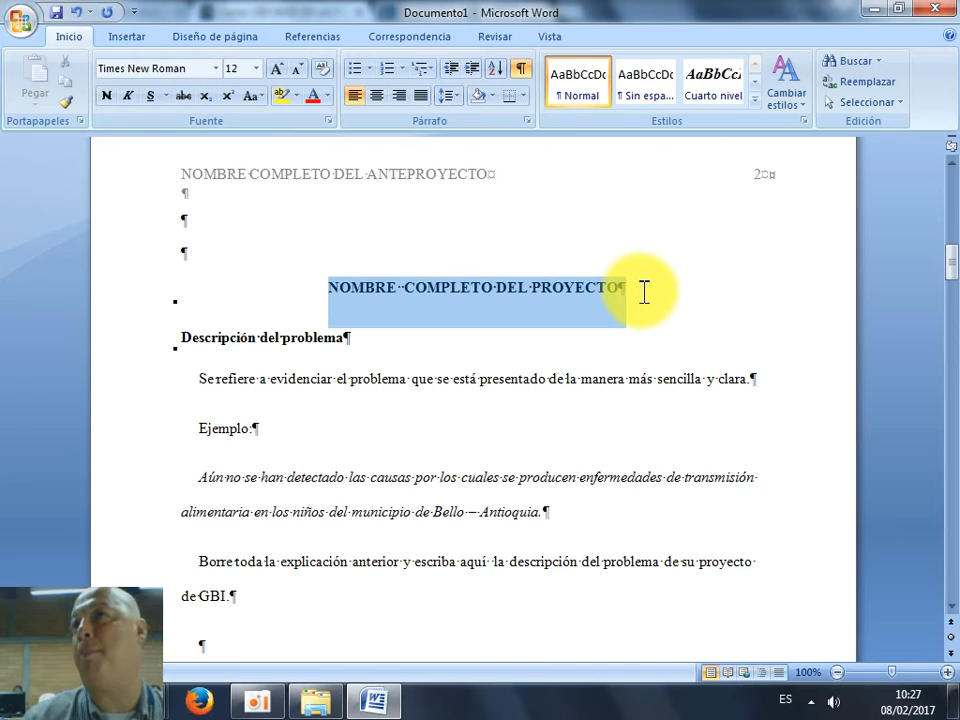 Documento1 - Microsoft Word
Inicio Insertar Diseño de página Referencias Correspondencia Revisar Vista
Pegar
Times New Roman 12
N K S abc x₂ x² Aa
AaBbCcDc AaBbCcDc AaBbCcI
¶ Normal ¶ Sin espa... Cuarto nivel
Cambiar estilos
Buscar
Reemplazar
Seleccionar
Portapapeles Fuente Párrafo Estilos Edición
NOMBRE·COMPLETO·DEL·ANTEPROYECTO¤ 2¤¤
¶
¶
¶
NOMBRE··COMPLETO·DEL·PROYECTO¶
Descripción·del·problema¶
Se·refiere·a·evidenciar·el·problema·que·se·está·presentado·de·la·manera·más·sencilla·y·clara.¶
Ejemplo:¶
Aún·no·se·han·detectado·las·causas·por·los·cuales·se·producen·enfermedades·de·transmisión·
alimentaria·en·los·niños·del·municipio·de·Bello·–·Antioquia.¶
Borre·toda·la·explicación·anterior·y·escriba·aquí··la·descripción·del·problema·de·su·proyecto·
de·GBI.¶
¶
100%
ES 10:27
08/02/2017